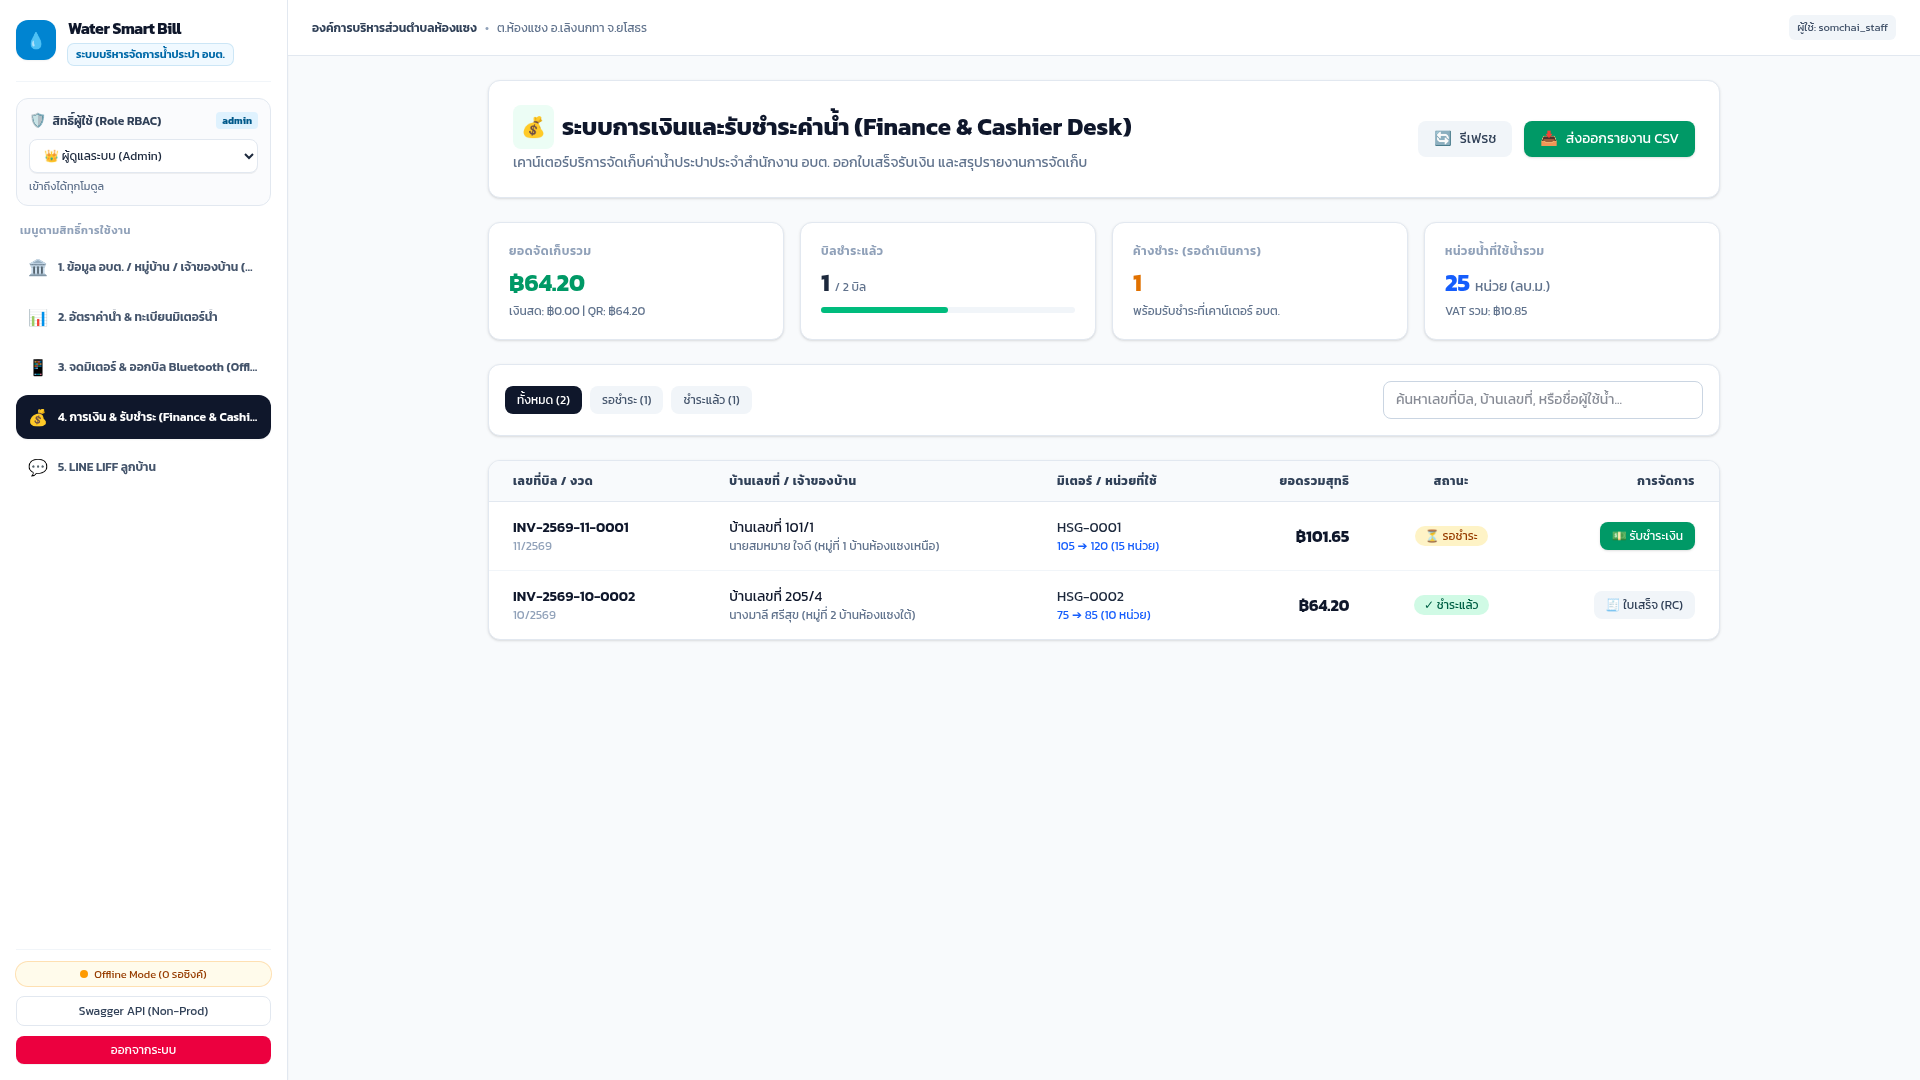 Water Smart Bill
ระบบบริหารจัดการน้ำประปา อบต.
สิทธิ์ผู้ใช้ (Role RBAC)
admin
👑 ผู้ดูแลระบบ (Admin)
เข้าถึงได้ทุกโมดูล
เมนูตามสิทธิ์การใช้งาน
1. ข้อมูล อบต. / หมู่บ้าน / เจ้าของบ้าน (...
2. อัตราค่าน้ำ & ทะเบียนมิเตอร์น้ำ
3. จดมิเตอร์ & ออกบิล Bluetooth (Offl...
4. การเงิน & รับชำระ (Finance & Cashi...
5. LINE LIFF ลูกบ้าน
Offline Mode (0 รอซิงค์)
Swagger API (Non-Prod)
ออกจากระบบ
องค์การบริหารส่วนตำบลห้องแซง • ต.ห้องแซง อ.เลิงนกทา จ.ยโสธร
ผู้ใช้: somchai_staff
ระบบการเงินและรับชำระค่าน้ำ (Finance & Cashier Desk)
เคาน์เตอร์บริการจัดเก็บค่าน้ำประปาประจำสำนักงาน อบต. ออกใบเสร็จรับเงิน และสรุปรายงานการจัดเก็บ
รีเฟรช
ส่งออกรายงาน CSV
ยอดจัดเก็บรวม
฿64.20
เงินสด: ฿0.00 | QR: ฿64.20
บิลชำระแล้ว
1 / 2 บิล
ค้างชำระ (รอดำเนินการ)
1
พร้อมรับชำระที่เคาน์เตอร์ อบต.
หน่วยน้ำที่ใช้น้ำรวม
25 หน่วย (ลบ.ม.)
VAT รวม: ฿10.85
ทั้งหมด (2)
รอชำระ (1)
ชำระแล้ว (1)
ค้นหาเลขที่บิล, บ้านเลขที่, หรือชื่อผู้ใช้น้ำ...
เลขที่บิล / งวด
บ้านเลขที่ / เจ้าของบ้าน
มิเตอร์ / หน่วยที่ใช้
ยอดรวมสุทธิ
สถานะ
การจัดการ
INV-2569-11-0001
11/2569
บ้านเลขที่ 101/1
นายสมหมาย ใจดี (หมู่ที่ 1 บ้านห้องแซงเหนือ)
HSG-0001
105 ➔ 120 (15 หน่วย)
฿101.65
⏳ รอชำระ
💵 รับชำระเงิน
INV-2569-10-0002
10/2569
บ้านเลขที่ 205/4
นางมาลี ศรีสุข (หมู่ที่ 2 บ้านห้องแซงใต้)
HSG-0002
75 ➔ 85 (10 หน่วย)
฿64.20
✓ ชำระแล้ว
🧾 ใบเสร็จ (RC)